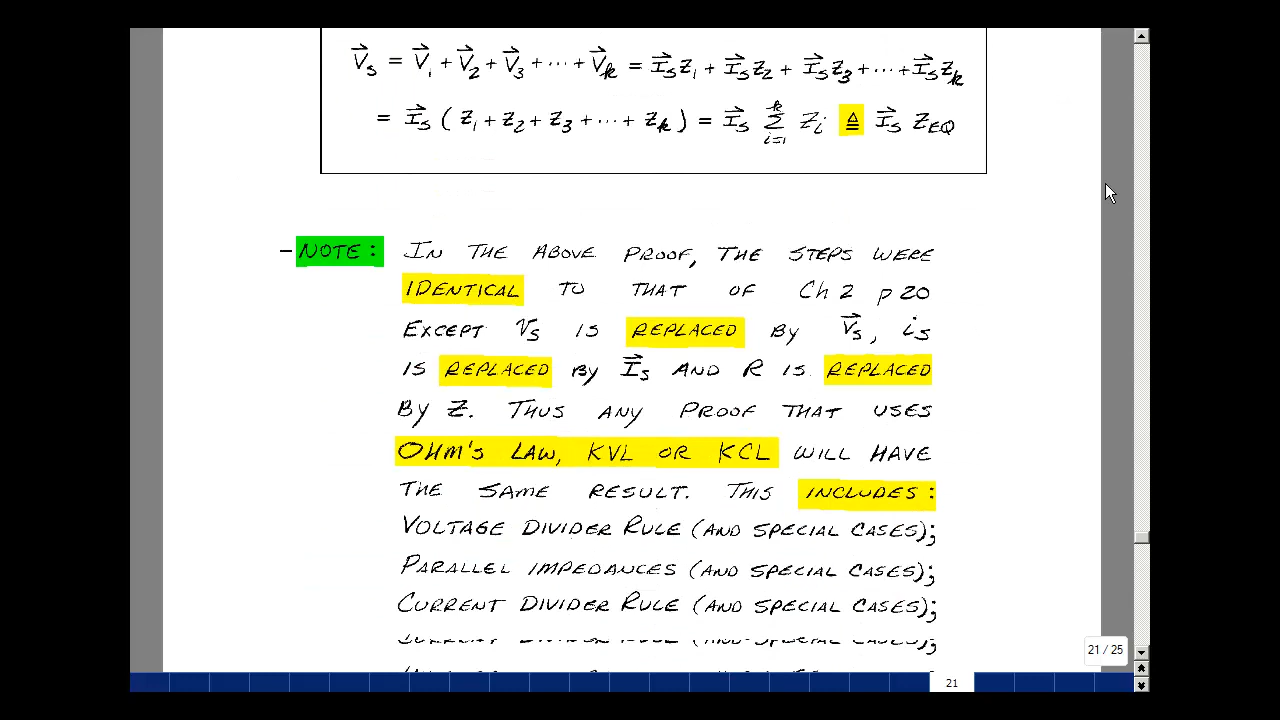 V⃗s = V⃗1 + V⃗2 + V⃗3 + ··· + V⃗k = I⃗s Z1 + I⃗s Z2 + I⃗s Z3 + ··· + I⃗s Zk
= I⃗s ( Z1 + Z2 + Z3 + ··· + Zk ) = I⃗s Σ_{i=1}^{k} Zi ≜ I⃗s ZEQ
– NOTE: IN THE ABOVE PROOF, THE STEPS WERE
IDENTICAL TO THAT OF Ch 2 p 20
EXCEPT Vs IS REPLACED BY V⃗s, is
IS REPLACED BY I⃗s AND R IS REPLACED
BY Z. THUS ANY PROOF THAT USES
OHM'S LAW, KVL OR KCL WILL HAVE
THE SAME RESULT. THIS INCLUDES:
VOLTAGE DIVIDER RULE (AND SPECIAL CASES);
PARALLEL IMPEDANCES (AND SPECIAL CASES);
CURRENT DIVIDER RULE (AND SPECIAL CASES);
21 / 25
21